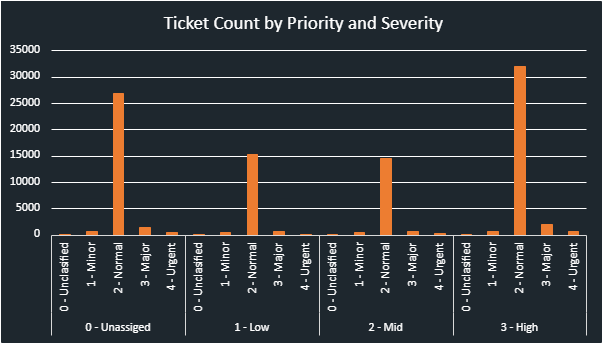 Ticket Count by Priority and Severity
35000
30000
25000
20000
15000
10000
5000
0
0 - Unclasified
1 - Minor
2 - Normal
3 - Major
4 - Urgent
0 - Unclasified
1 - Minor
2 - Normal
3 - Major
4 - Urgent
0 - Unclasified
1 - Minor
2 - Normal
3 - Major
4 - Urgent
0 - Unclasified
1 - Minor
2 - Normal
3 - Major
4 - Urgent
0 - Unassiged
1 - Low
2 - Mid
3 - High